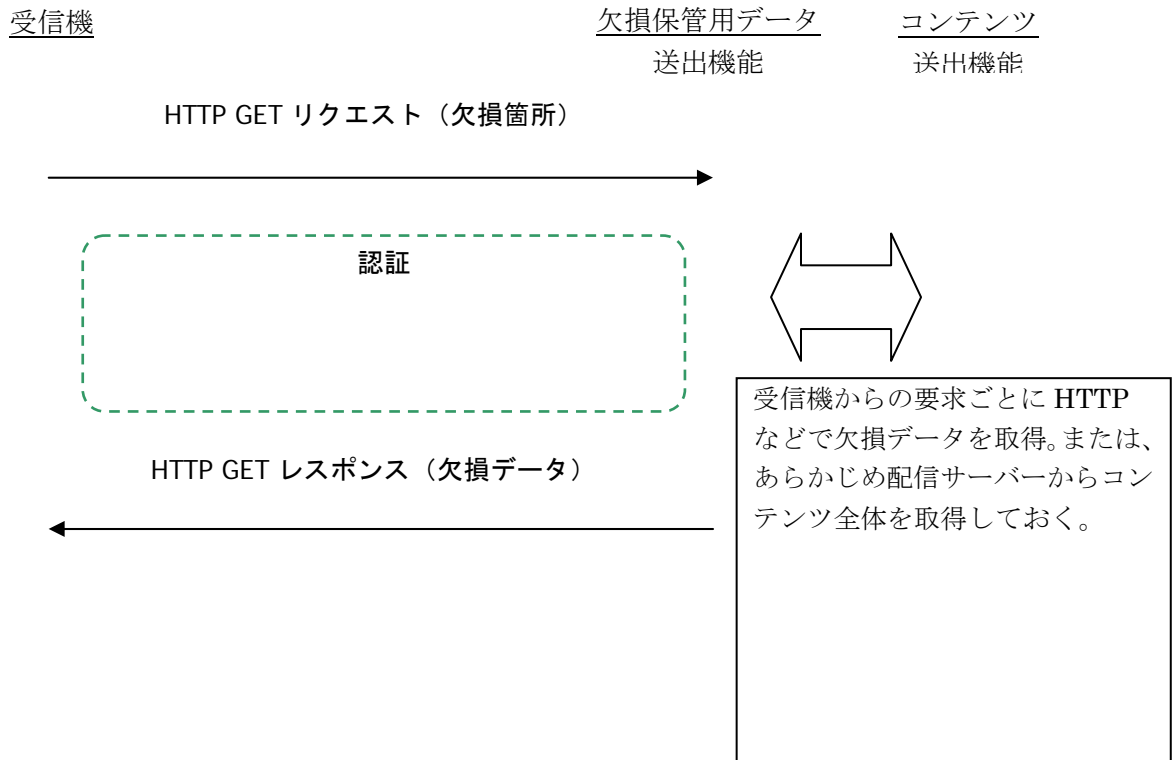 受信機
欠損保管用データ
送出機能
コンテンツ
送出機能
HTTP GET リクエスト（欠損箇所）
認証
HTTP GET レスポンス（欠損データ）
受信機からの要求ごとに HTTP
などで欠損データを取得。または、
あらかじめ配信サーバーからコン
テンツ全体を取得しておく。